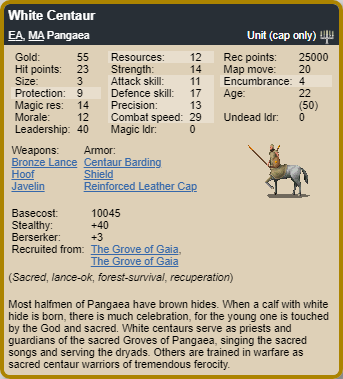 White Centaur
EA, MA Pangaea Unit (cap only)
Gold: 55 Resources: 12 Rec points: 25000
Hit points: 23 Strength: 14 Map move: 20
Size: 3 Attack skill: 11 Encumbrance: 4
Protection: 9 Defence skill: 17 Age: 22
Magic res: 14 Precision: 13 (50)
Morale: 12 Combat speed: 29 Undead ldr: 0
Leadership: 40 Magic ldr: 0
Weapons: Armor:
Bronze Lance Centaur Barding
Hoof Shield
Javelin Reinforced Leather Cap
Basecost: 10045
Stealthy: +40
Berserker: +3
Recruited from: The Grove of Gaia,
The Grove of Gaia
(Sacred, lance-ok, forest-survival, recuperation)
Most halfmen of Pangaea have brown hides. When a calf with white
hide is born, there is much celebration, for the young one is touched
by the God and sacred. White centaurs serve as priests and
guardians of the sacred Groves of Pangaea, singing the sacred
songs and serving the dryads. Others are trained in warfare as
sacred centaur warriors of tremendous ferocity.